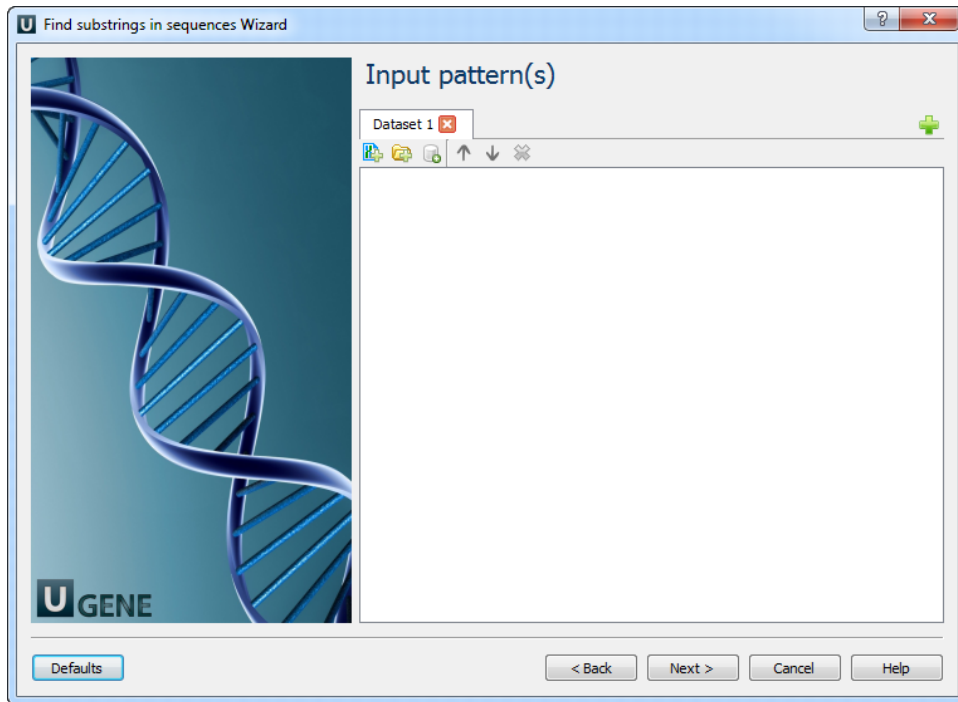 U Find substrings in sequences Wizard
Input pattern(s)
Dataset 1
U GENE
Defaults
< Back
Next >
Cancel
Help